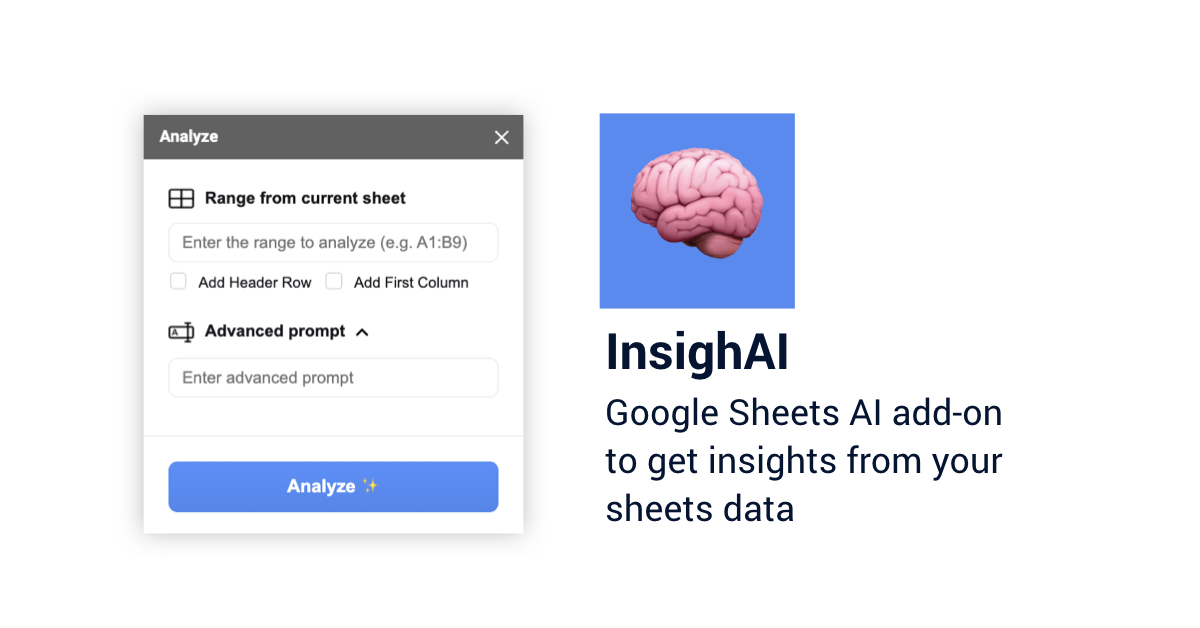 Analyze
Range from current sheet
Enter the range to analyze (e.g. A1:B9)
Add Header Row Add First Column
A Advanced prompt
Enter advanced prompt
Analyze ✨
InsighAI
Google Sheets AI add-on
to get insights from your
sheets data